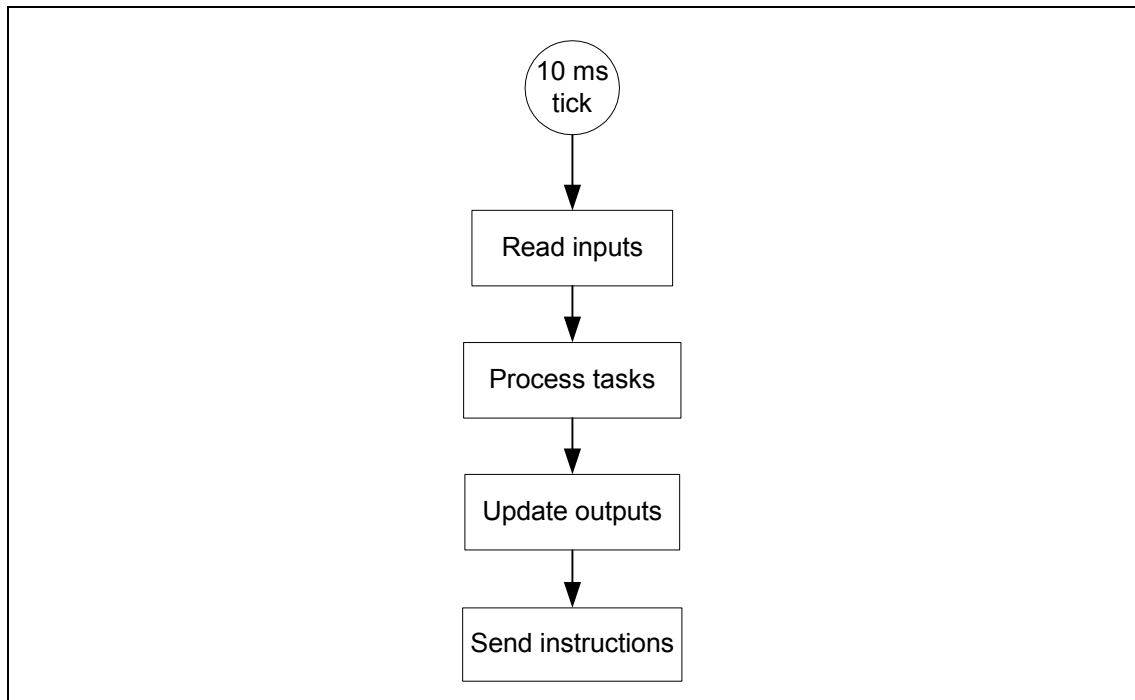 10 ms
tick
Read inputs
Process tasks
Update outputs
Send instructions